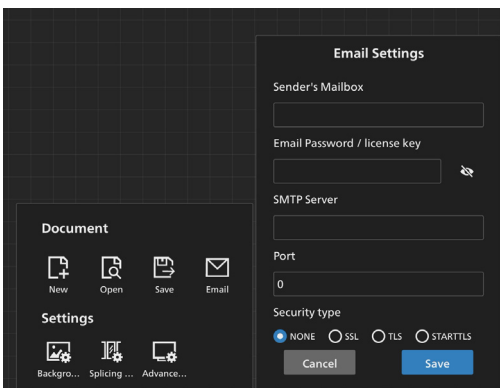 Email Settings
Sender's Mailbox
Email Password / license key
SMTP Server
Port
0
Security type
NONE SSL TLS STARTTLS
Cancel Save
Document
New Open Save Email
Settings
Backgro... Splicing ... Advance...